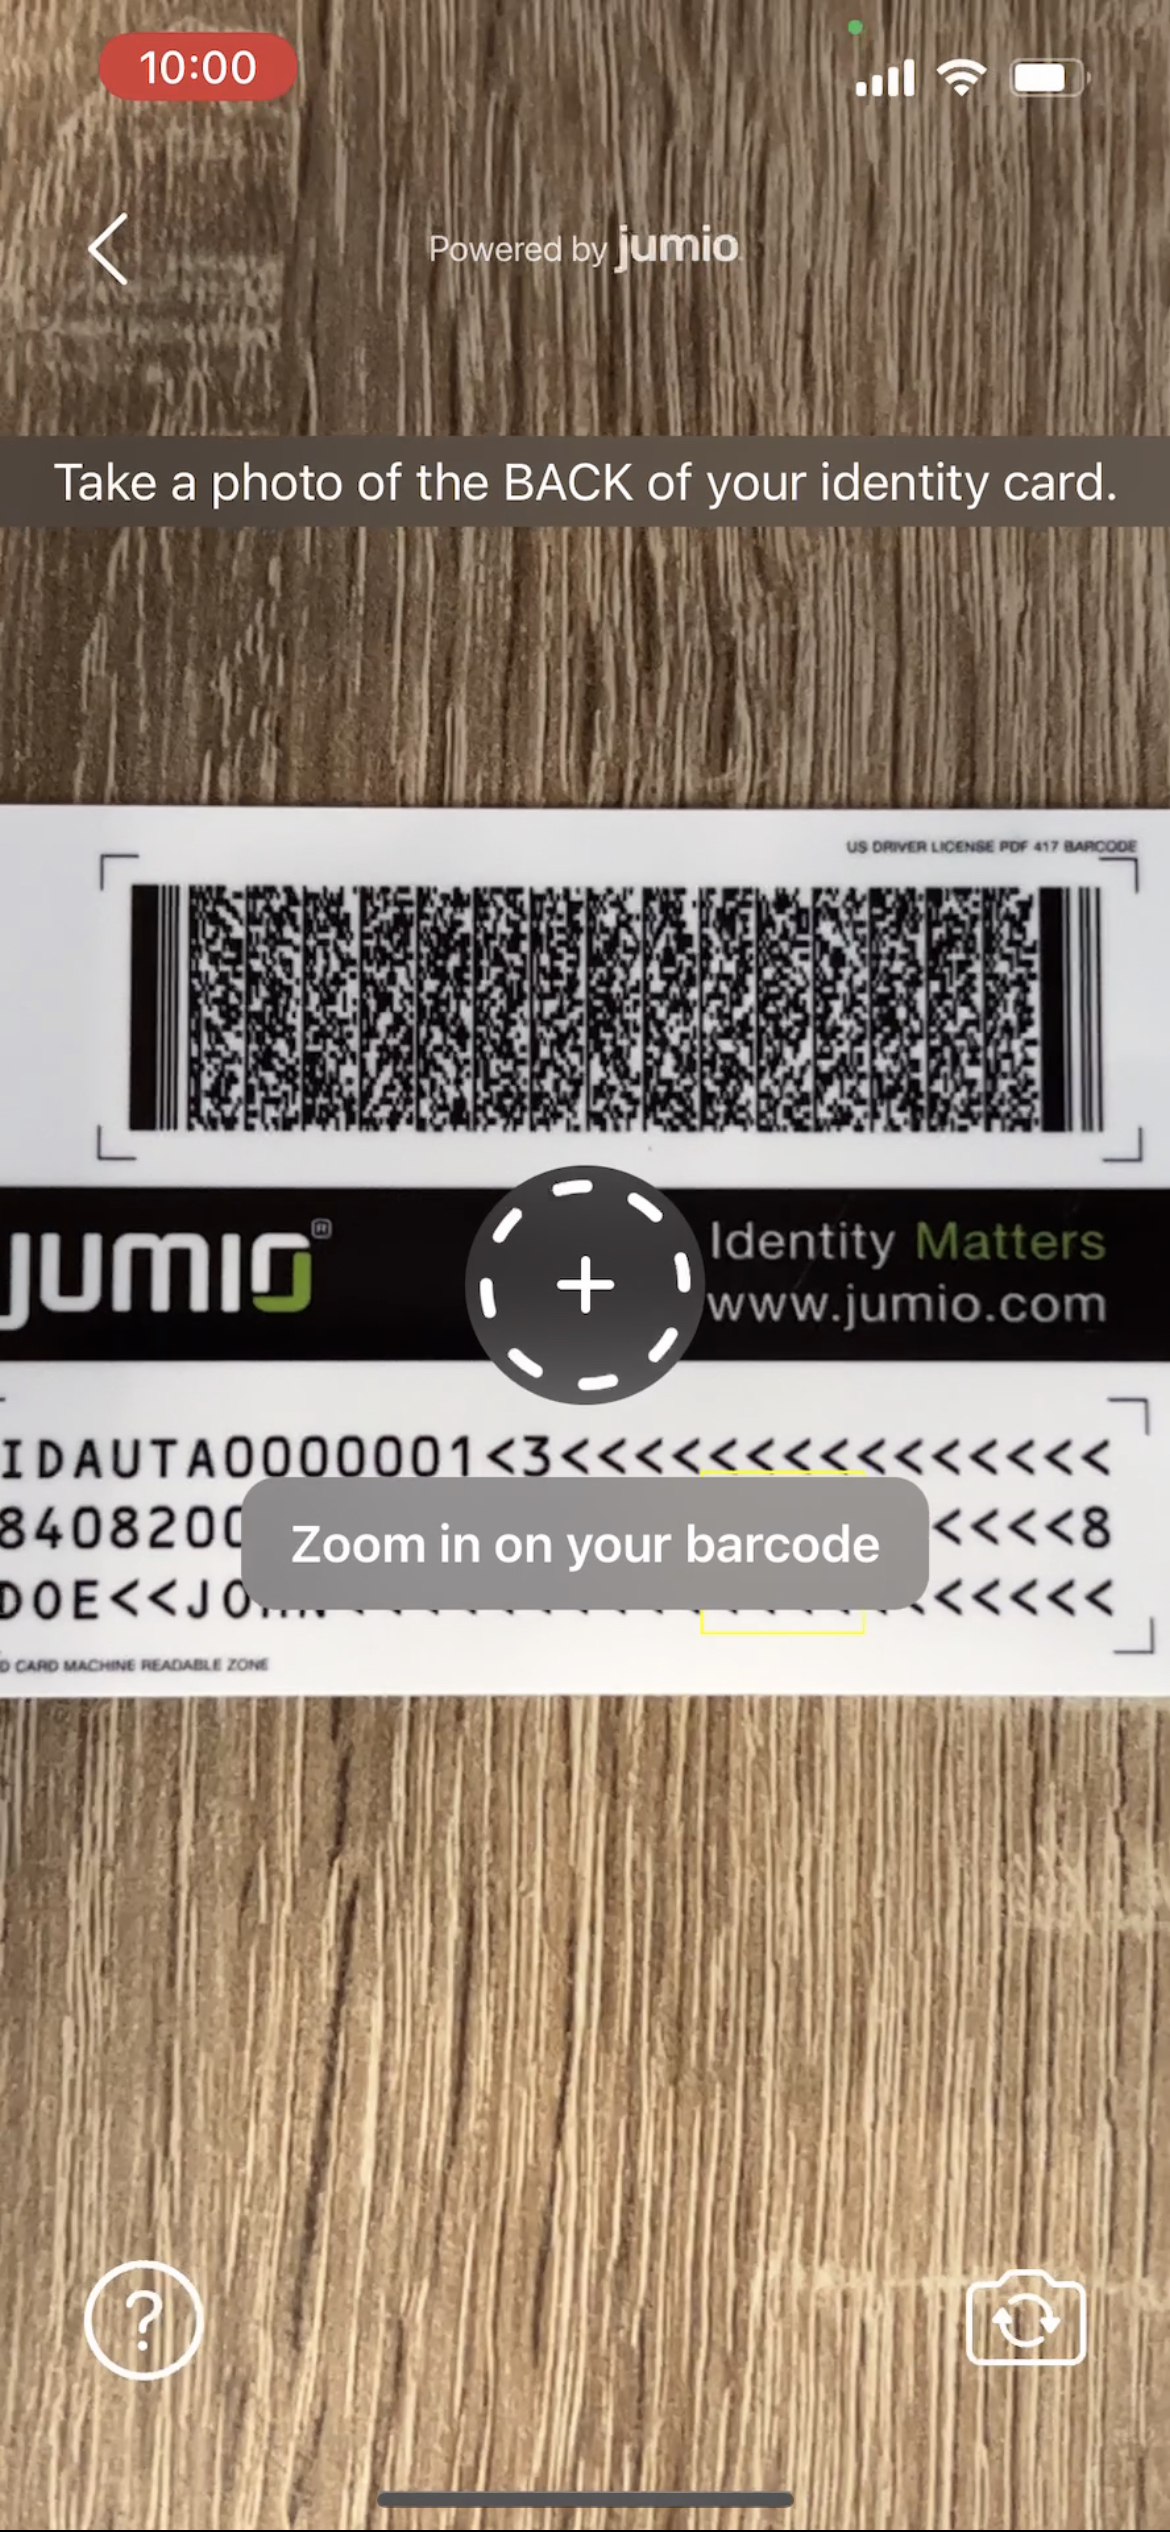 10:00
Powered by jumio
Take a photo of the BACK of your identity card.
US DRIVER LICENSE PDF 417 BARCODE
JUMIO®
Identity Matters
www.jumio.com
IDAUTA0000001<3<<<<<<<<<<<<<<<
8408200
<<<<8
Zoom in on your barcode
DOE<<JOHN
<<<<<
D CARD MACHINE READABLE ZONE